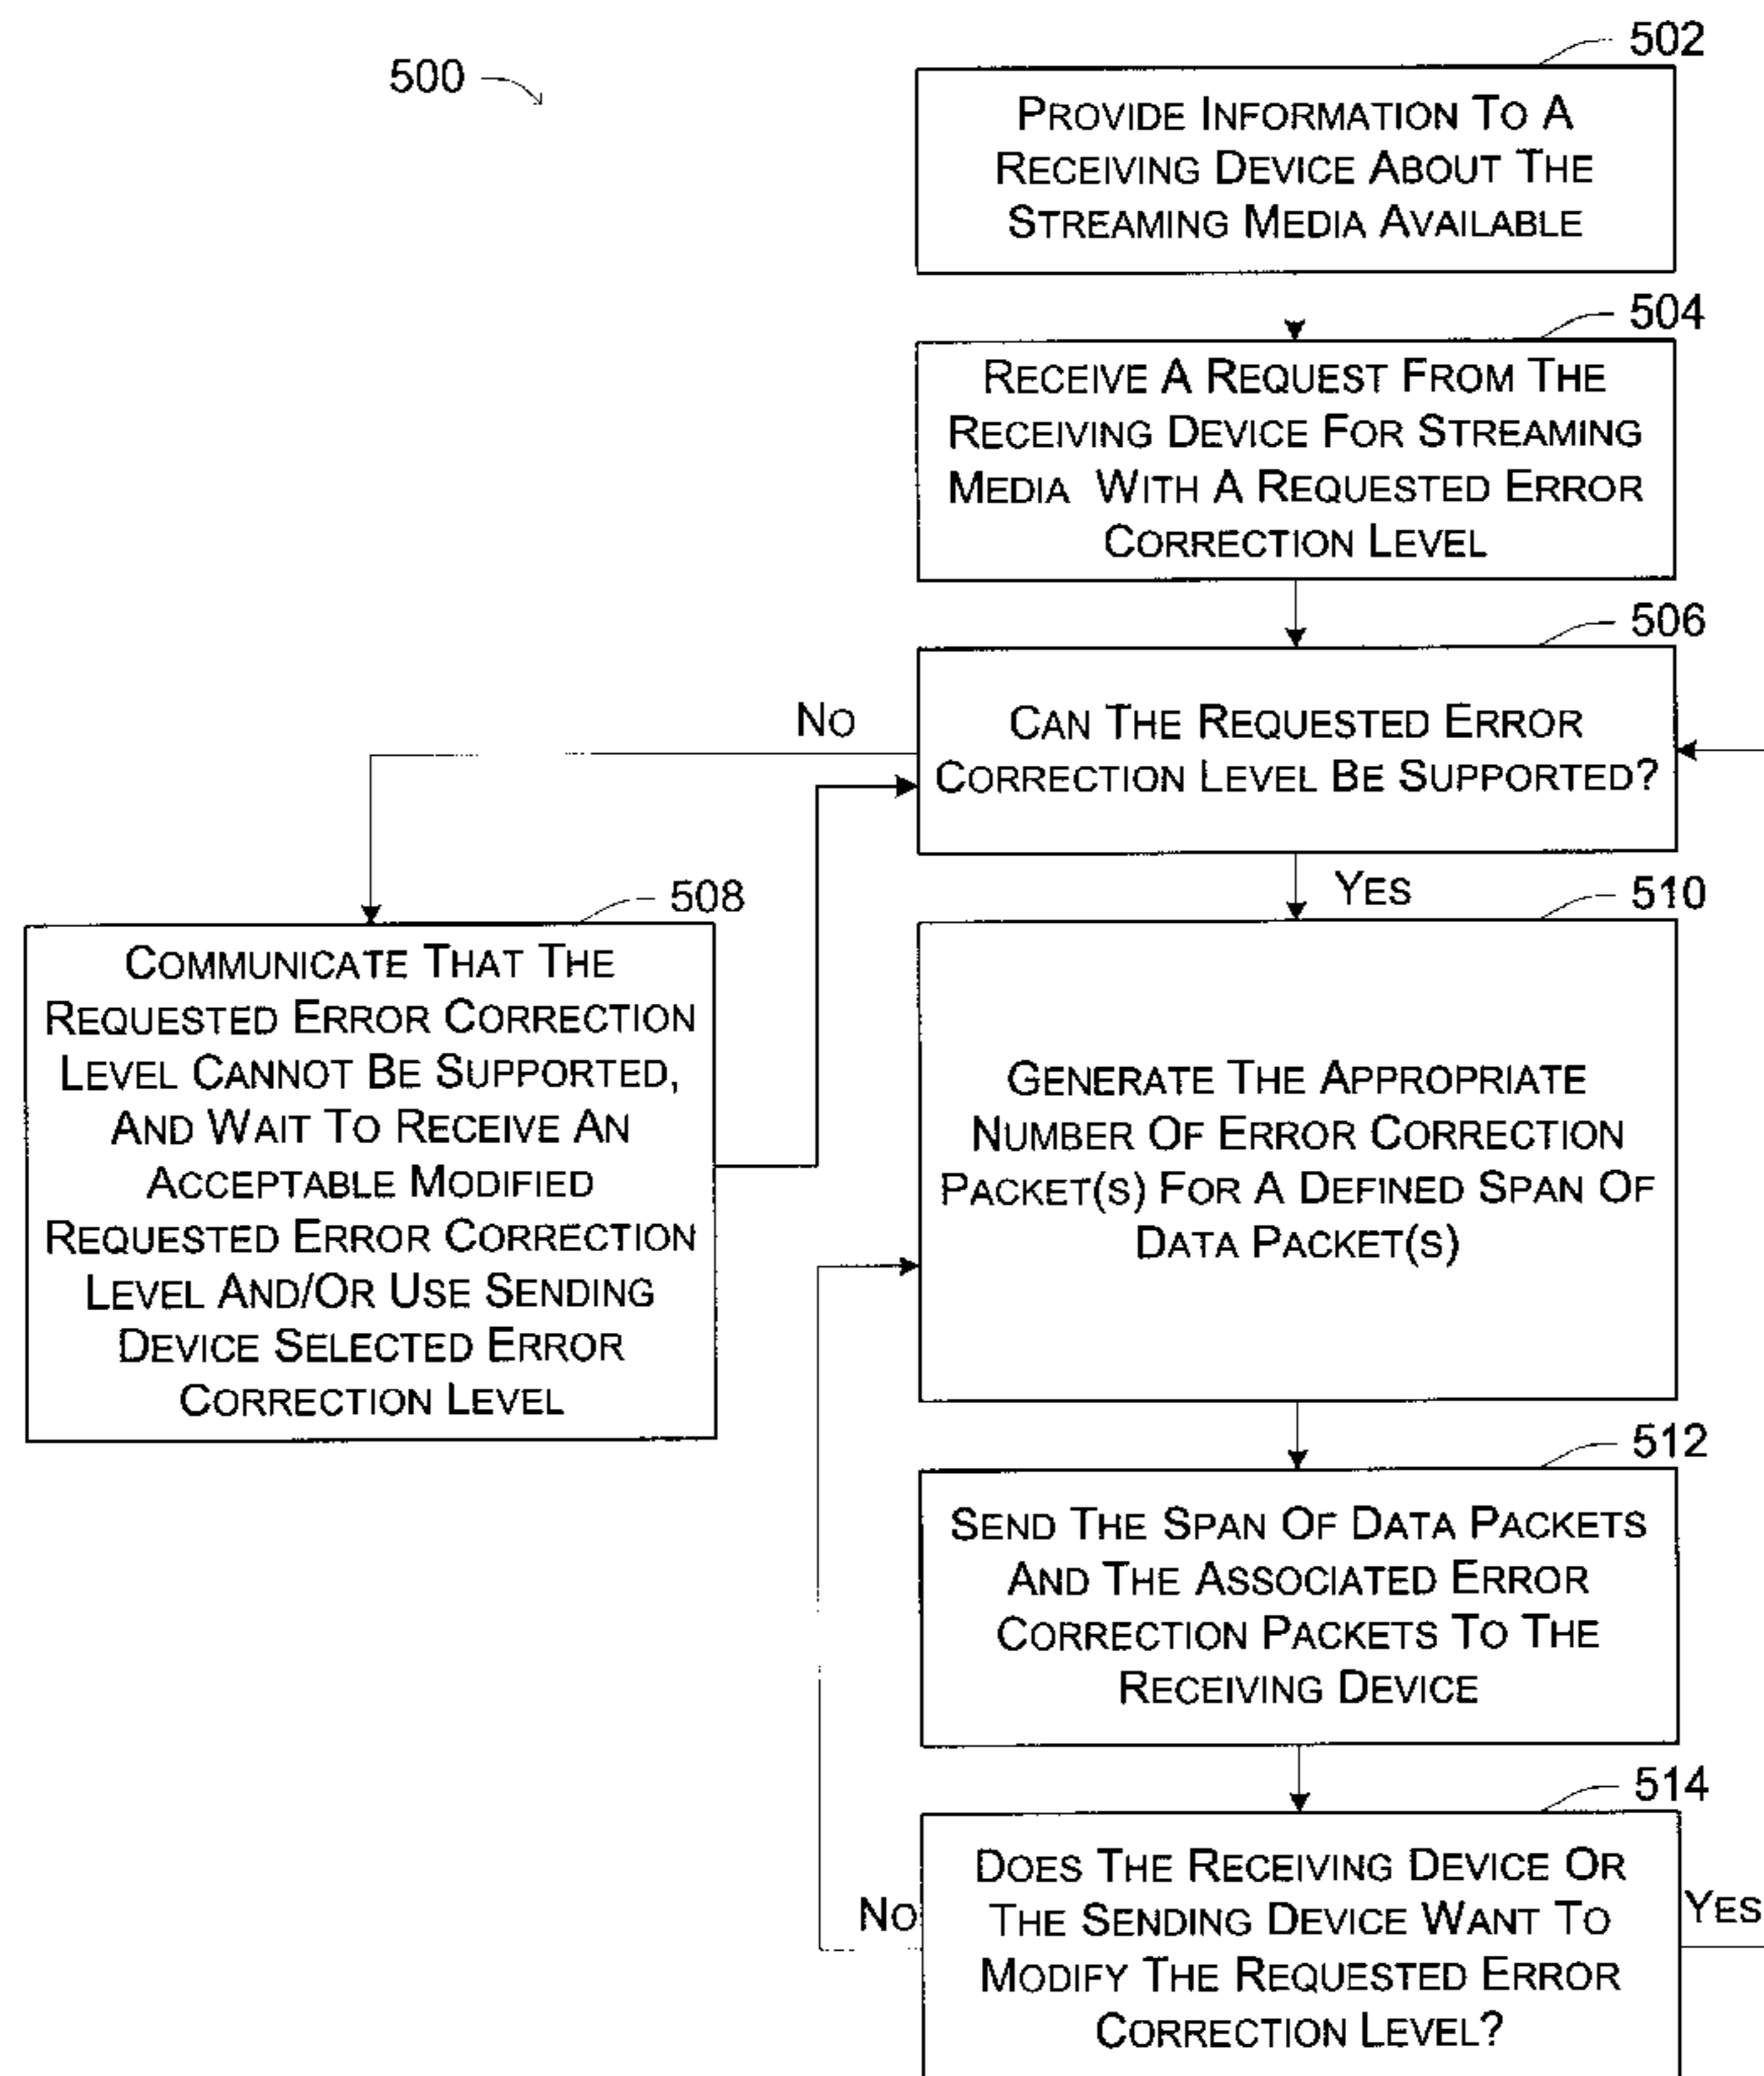 500
502
PROVIDE INFORMATION TO A
RECEIVING DEVICE ABOUT THE
STREAMING MEDIA AVAILABLE
504
RECEIVE A REQUEST FROM THE
RECEIVING DEVICE FOR STREAMING
MEDIA WITH A REQUESTED ERROR
CORRECTION LEVEL
506
CAN THE REQUESTED ERROR
CORRECTION LEVEL BE SUPPORTED?
NO
YES
508
COMMUNICATE THAT THE
REQUESTED ERROR CORRECTION
LEVEL CANNOT BE SUPPORTED,
AND WAIT TO RECEIVE AN
ACCEPTABLE MODIFIED
REQUESTED ERROR CORRECTION
LEVEL AND/OR USE SENDING
DEVICE SELECTED ERROR
CORRECTION LEVEL
510
GENERATE THE APPROPRIATE
NUMBER OF ERROR CORRECTION
PACKET(S) FOR A DEFINED SPAN OF
DATA PACKET(S)
512
SEND THE SPAN OF DATA PACKETS
AND THE ASSOCIATED ERROR
CORRECTION PACKETS TO THE
RECEIVING DEVICE
514
DOES THE RECEIVING DEVICE OR
THE SENDING DEVICE WANT TO
MODIFY THE REQUESTED ERROR
CORRECTION LEVEL?
NO
YES